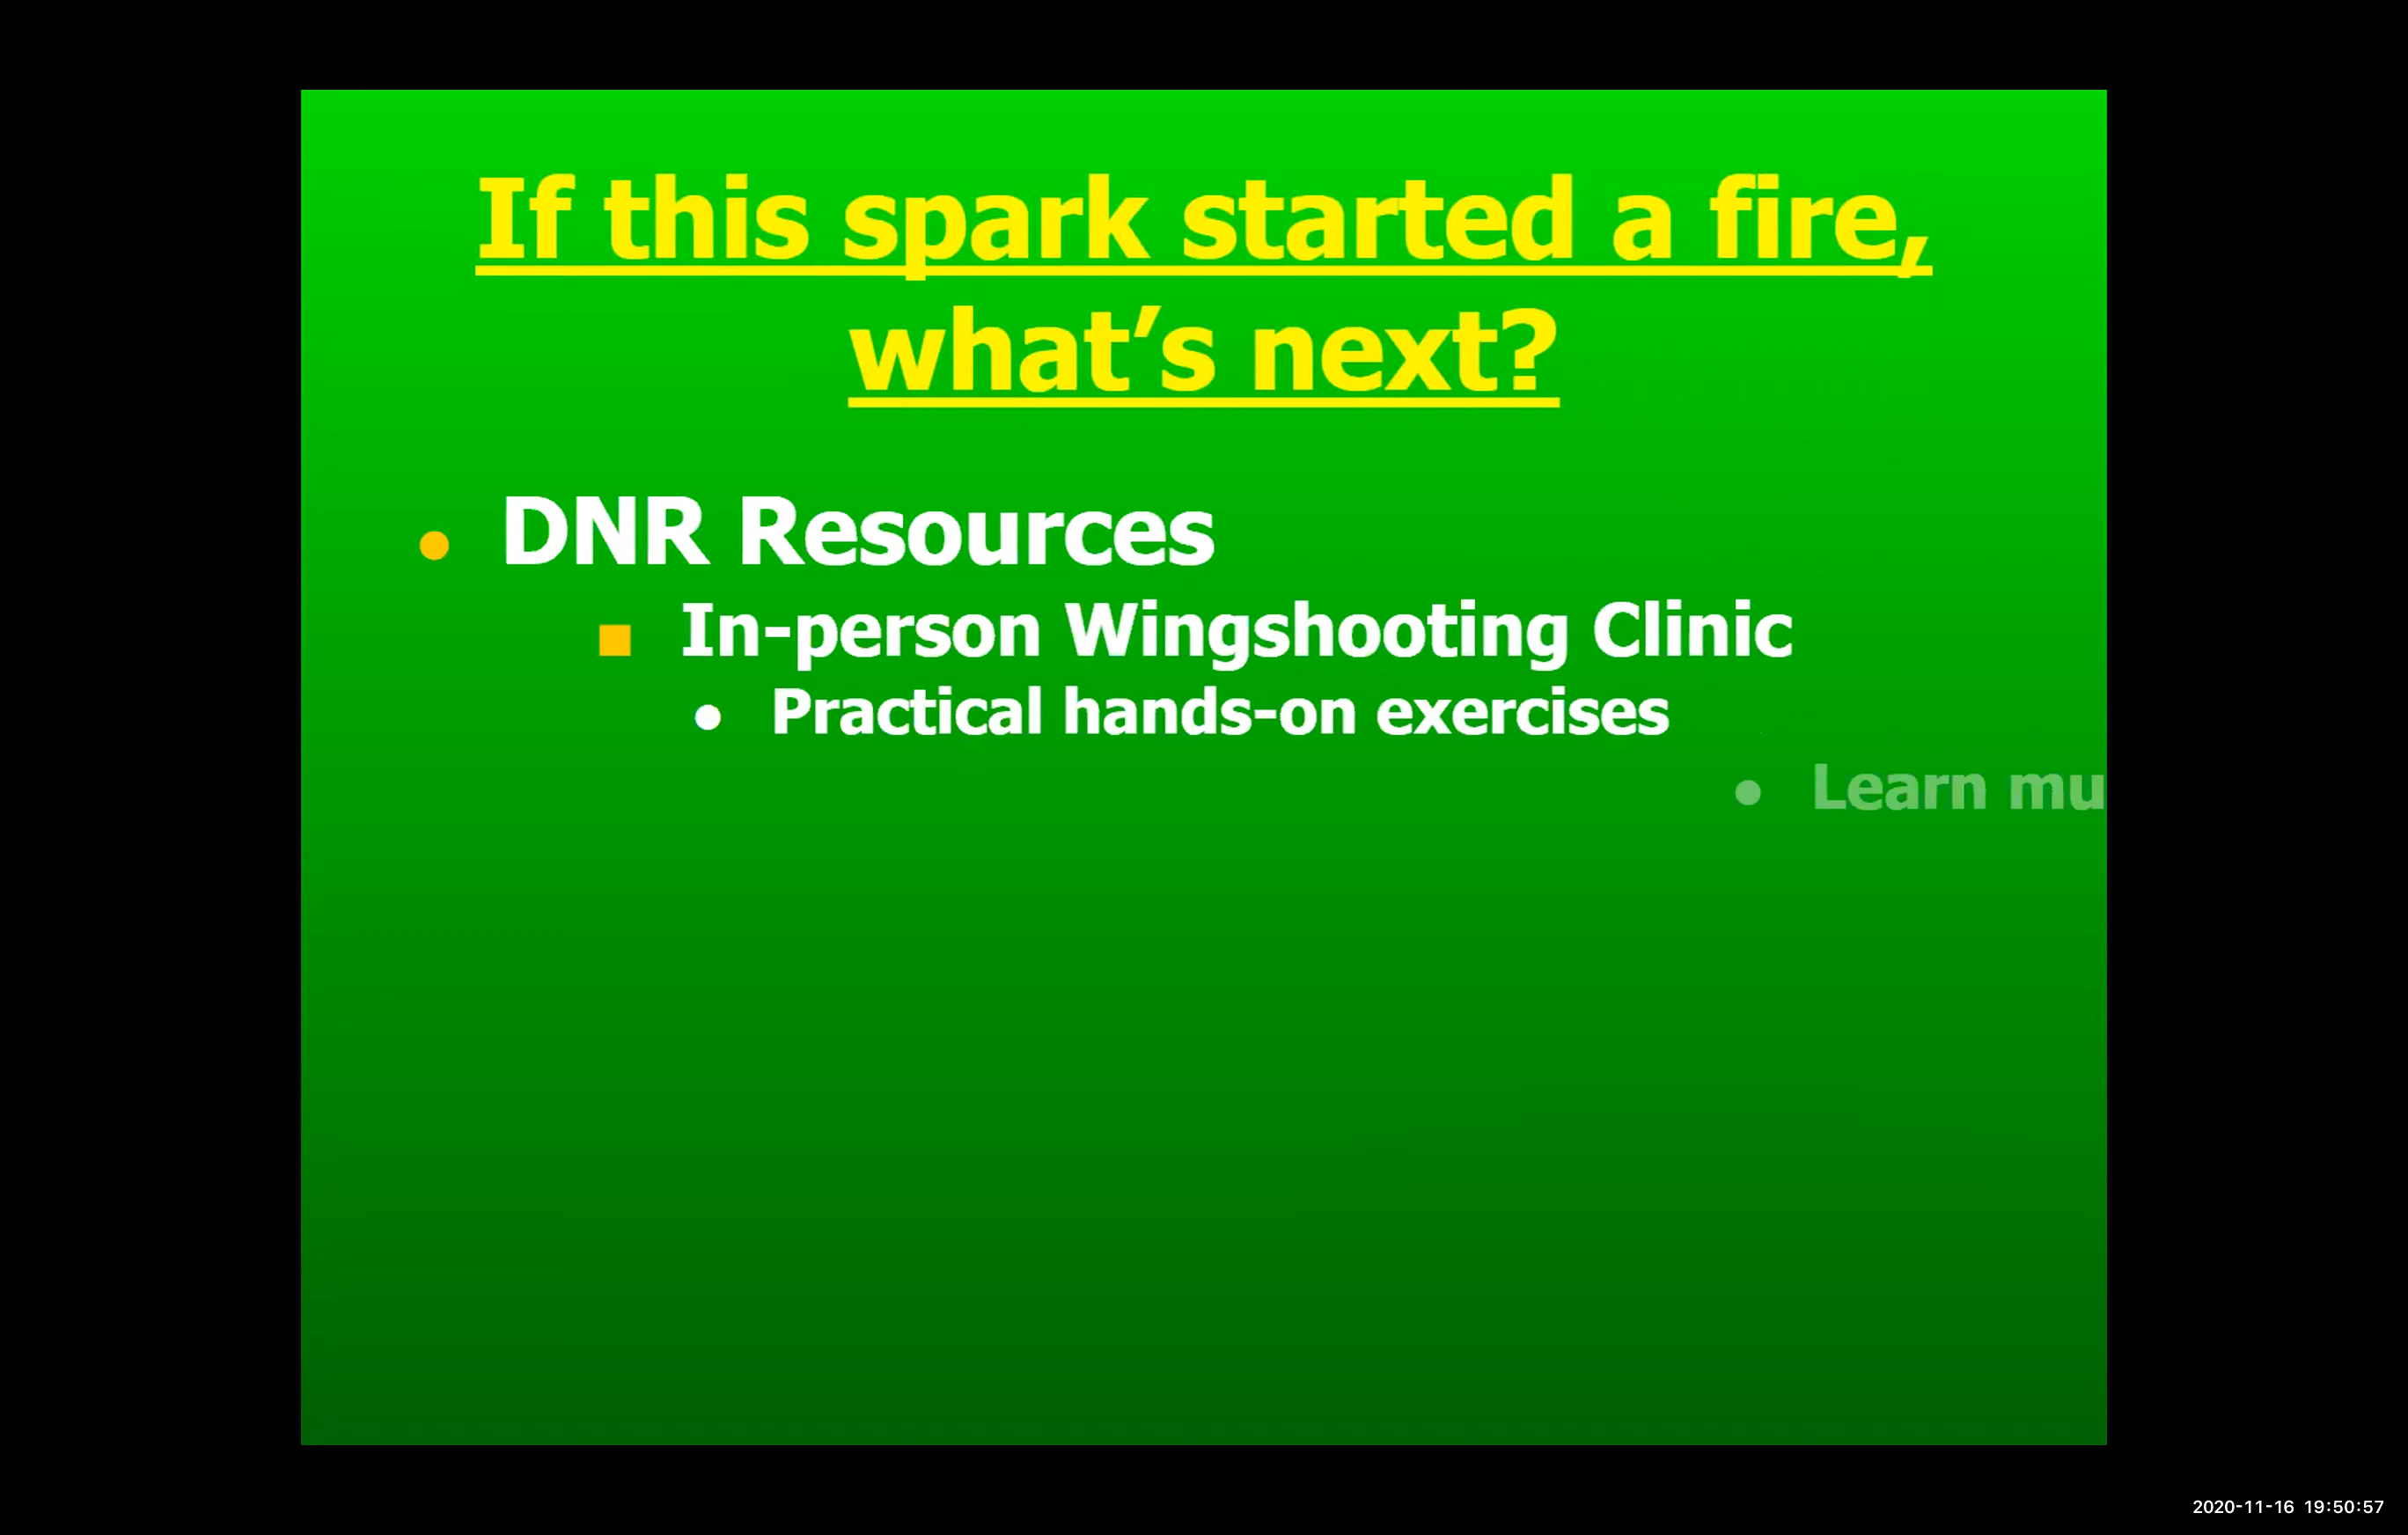 If this spark started a fire,
what’s next?
DNR Resources
In-person Wingshooting Clinic
Practical hands-on exercises
Learn mu
2020-11-16 19:50:57